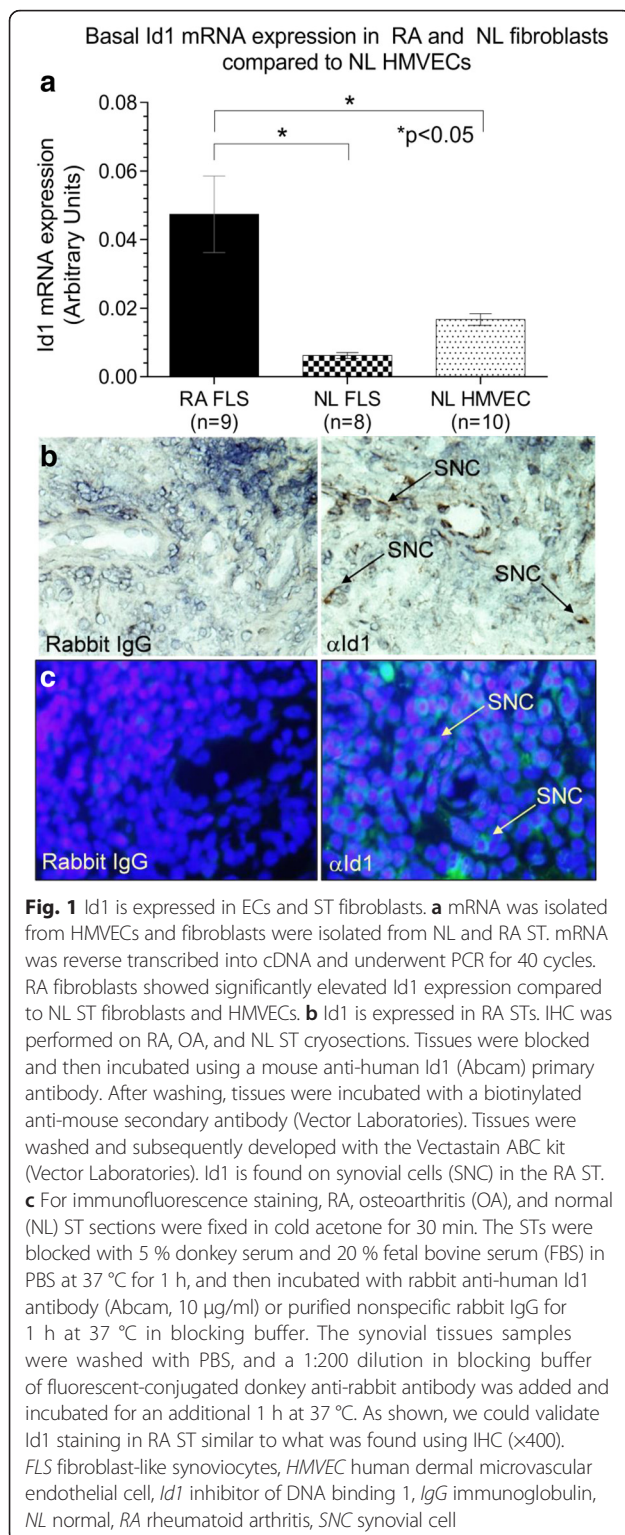 Basal Id1 mRNA expression in RA and NL fibroblasts
compared to NL HMVECs
a
0.08
0.06
0.04
0.02
0.00
Id1 mRNA expression
(Arbitrary Units)
*
*
*p<0.05
RA FLS
(n=9)
NL FLS
(n=8)
NL HMVEC
(n=10)
b
Rabbit IgG
SNC
SNC
SNC
αId1
c
Rabbit IgG
SNC
SNC
αId1
Fig. 1 Id1 is expressed in ECs and ST fibroblasts. a mRNA was isolated
from HMVECs and fibroblasts were isolated from NL and RA ST. mRNA
was reverse transcribed into cDNA and underwent PCR for 40 cycles.
RA fibroblasts showed significantly elevated Id1 expression compared
to NL ST fibroblasts and HMVECs. b Id1 is expressed in RA STs. IHC was
performed on RA, OA, and NL ST cryosections. Tissues were blocked
and then incubated using a mouse anti-human Id1 (Abcam) primary
antibody. After washing, tissues were incubated with a biotinylated
anti-mouse secondary antibody (Vector Laboratories). Tissues were
washed and subsequently developed with the Vectastain ABC kit
(Vector Laboratories). Id1 is found on synovial cells (SNC) in the RA ST.
c For immunofluorescence staining, RA, osteoarthritis (OA), and normal
(NL) ST sections were fixed in cold acetone for 30 min. The STs were
blocked with 5 % donkey serum and 20 % fetal bovine serum (FBS) in
PBS at 37 °C for 1 h, and then incubated with rabbit anti-human Id1
antibody (Abcam, 10 μg/ml) or purified nonspecific rabbit IgG for
1 h at 37 °C in blocking buffer. The synovial tissues samples
were washed with PBS, and a 1:200 dilution in blocking buffer
of fluorescent-conjugated donkey anti-rabbit antibody was added and
incubated for an additional 1 h at 37 °C. As shown, we could validate
Id1 staining in RA ST similar to what was found using IHC (×400).
FLS fibroblast-like synoviocytes, HMVEC human dermal microvascular
endothelial cell, Id1 inhibitor of DNA binding 1, IgG immunoglobulin,
NL normal, RA rheumatoid arthritis, SNC synovial cell